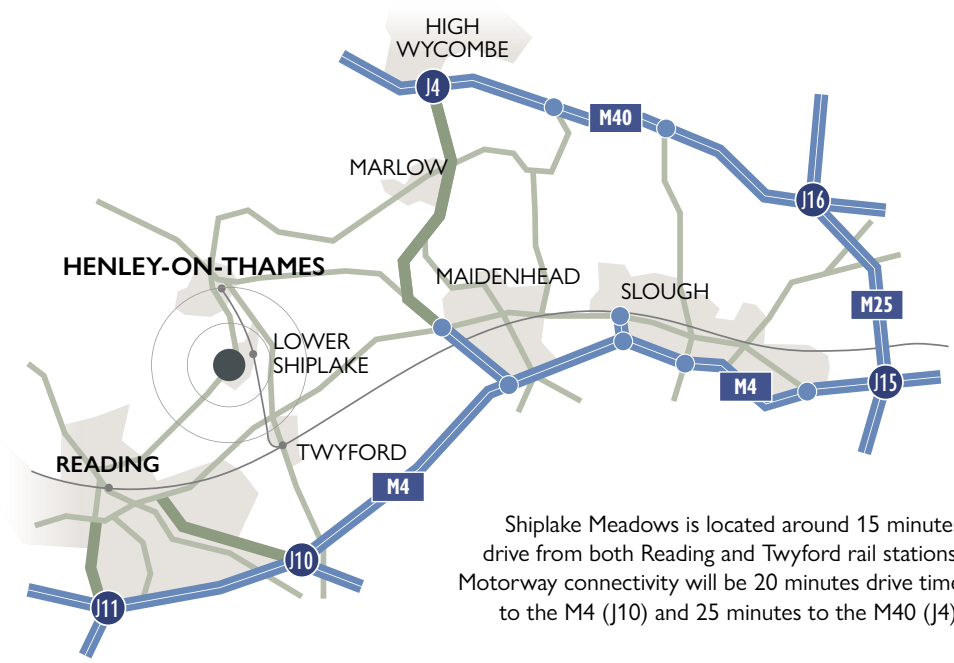 HIGH
WYCOMBE
J4
M40
MARLOW
J16
HENLEY-ON-THAMES
MAIDENHEAD
SLOUGH
M25
LOWER
SHIPLAKE
M4
J15
TWYFORD
READING
M4
J10
J11
Shiplake Meadows is located around 15 minutes
drive from both Reading and Twyford rail stations
Motorway connectivity will be 20 minutes drive time
to the M4 (J10) and 25 minutes to the M40 (J4)